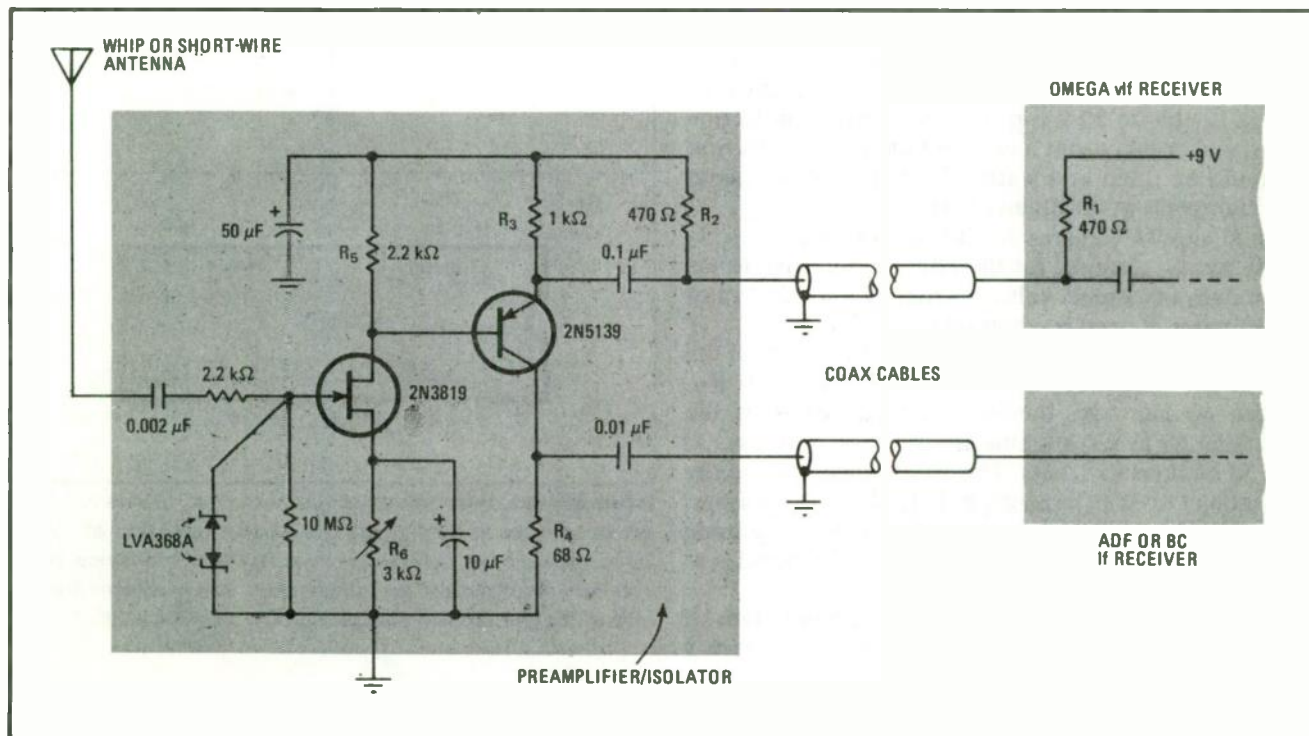 WHIP OR SHORT-WIRE
ANTENNA
OMEGA vlf RECEIVER
+9 V
R1
470 Ω
50 µF
+
R5
2.2 kΩ
R3
1 kΩ
470 Ω
R2
0.1 µF
2N5139
COAX CABLES
2.2 kΩ
0.002 µF
2N3819
0.01 µF
LVA368A
10 MΩ
R6
3 kΩ
+
10 µF
R4
68 Ω
ADF OR BC
lf RECEIVER
PREAMPLIFIER/ISOLATOR